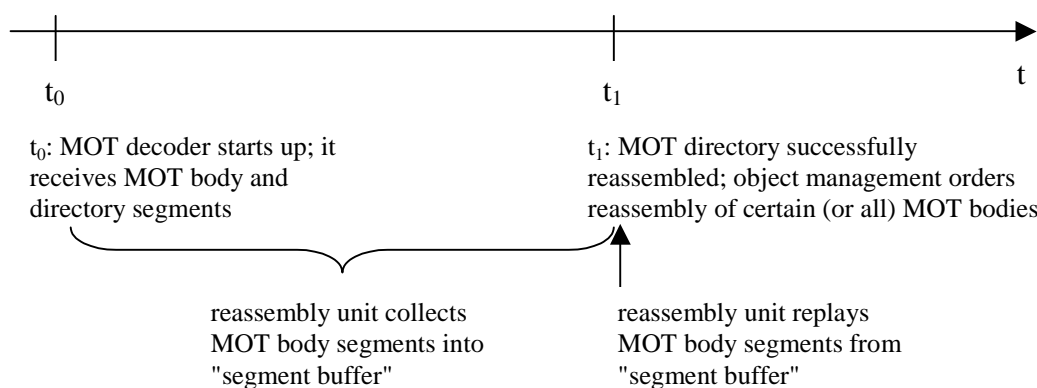 t
t₀
t₁
t₀: MOT decoder starts up; it
receives MOT body and
directory segments
t₁: MOT directory successfully
reassembled; object management orders
reassembly of certain (or all) MOT bodies
reassembly unit collects
MOT body segments into
"segment buffer"
reassembly unit replays
MOT body segments from
"segment buffer"